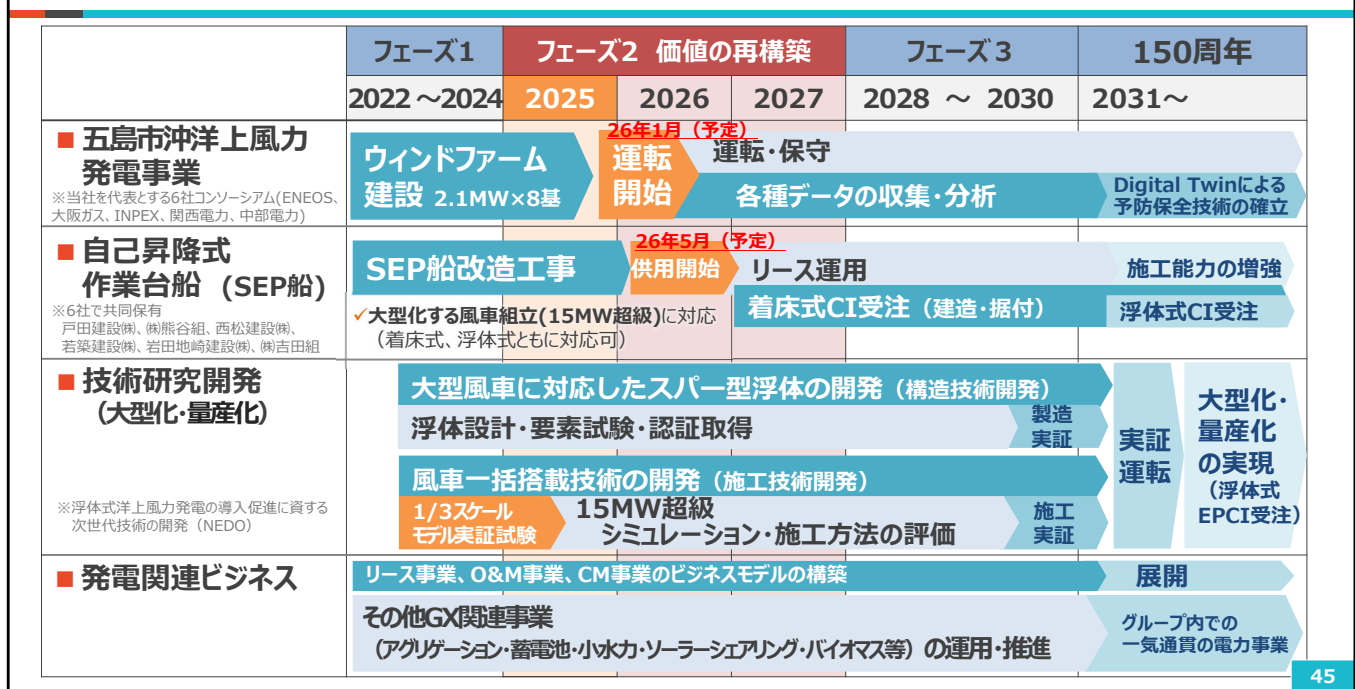 フェーズ1
フェーズ2 価値の再構築
フェーズ3
150周年
2022～2024
2025
2026
2027
2028 ～ 2030
2031～
■ 五島市沖洋上風力
発電事業
※当社を代表とする6社コンソーシアム(ENEOS、
大阪ガス、INPEX、関西電力、中部電力)
ウィンドファーム
建設 2.1MW×8基
26年1月（予定）
運転
開始
運転・保守
各種データの収集・分析
Digital Twinによる
予防保全技術の確立
■ 自己昇降式
作業台船 (SEP船)
※6社で共同保有
戸田建設㈱、㈱熊谷組、西松建設㈱、
若築建設㈱、岩田地崎建設㈱、㈱吉田組
SEP船改造工事
26年5月（予定）
供用開始
リース運用
施工能力の増強
✓大型化する風車組立(15MW超級)に対応
（着床式、浮体式ともに対応可）
着床式CI受注（建造・据付）
浮体式CI受注
■ 技術研究開発
（大型化・量産化）
※浮体式洋上風力発電の導入促進に資する
次世代技術の開発（NEDO）
大型風車に対応したスパー型浮体の開発（構造技術開発）
浮体設計・要素試験・認証取得
製造
実証
風車一括搭載技術の開発（施工技術開発）
1/3スケール
モデル実証試験
15MW超級
シミュレーション・施工方法の評価
施工
実証
実証
運転
大型化・
量産化
の実現
（浮体式
EPCI受注）
■ 発電関連ビジネス
リース事業、O&M事業、CM事業のビジネスモデルの構築
展開
その他GX関連事業
（アグリゲーション・蓄電池・小水力・ソーラーシェアリング・バイオマス等）の運用・推進
グループ内での
一気通貫の電力事業
45